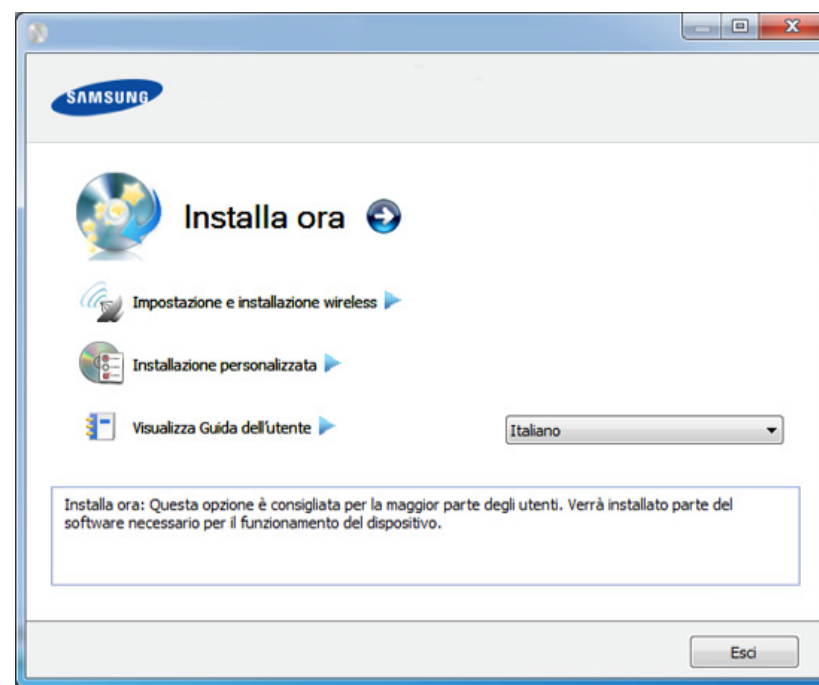 SAMSUNG
Installa ora
Impostazione e installazione wireless
Installazione personalizzata
Visualizza Guida dell'utente
Italiano
Installa ora: Questa opzione è consigliata per la maggior parte degli utenti. Verrà installato parte del
software necessario per il funzionamento del dispositivo.
Esci